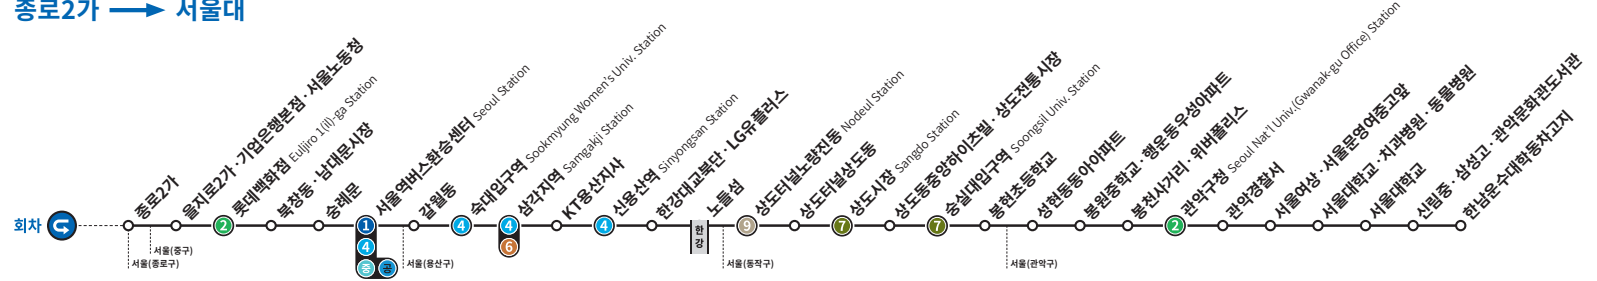 종로2가 → 서울대
회차
종로2가
을지로2가·기업은행본점·서울노동청
2
롯데백화점 Euljiro 1(il)-ga Station
북창동·남대문시장
숭례문
1
4
중
공
서울역버스환승센터 Seoul Station
갈월동
4
숙대입구역 Sookmyung Women's Univ. Station
4
6
삼각지역 Samgakji Station
KT용산지사
4
신용산역 Sinyongsan Station
한강대교북단·LG유플러스
한강
노들섬
9
상도터널노량진동 Nodeul Station
상도터널상도동
7
상도시장 Sangdo Station
상도동중앙하이츠빌·상도전통시장
7
숭실대입구역 Soongsil Univ. Station
봉현초등학교
성현동동아아파트
봉원중학교·행운동우성아파트
봉천사거리·위버폴리스
2
관악구청 Seoul Nat'l Univ.(Gwanak-gu Office) Station
관악경찰서
서울여상·서울문영여중고앞
서울대학교·치과병원·동물병원
서울대학교
신림중·삼성고·관악문화관도서관
한남운수대학동차고지
서울(중구)
서울(종로구)
서울(용산구)
서울(동작구)
서울(관악구)